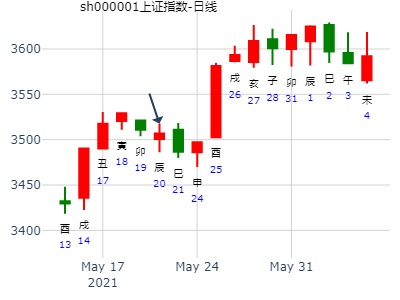 sh000001上证指数-日线
3600
3550
3500
3450
3400
酉
13
戌
14
丑
17
寅
18
卯
19
辰
20
巳
21
申
24
酉
25
戌
26
亥
27
子
28
卯
31
辰
1
巳
2
午
3
未
4
May 17
2021
May 24
May 31